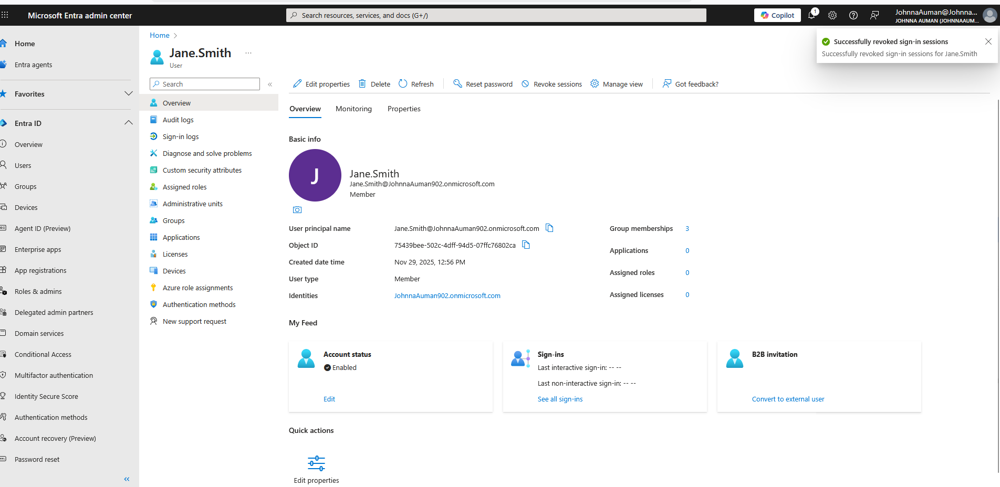 Microsoft Entra admin center
Search resources, services, and docs (G+/)
Copilot
1
JohnnaAuman@Johnna...
JOHNNA AUMAN (JOHNNAAUM...
Successfully revoked sign-in sessions
Successfully revoked sign-in sessions for Jane.Smith
Home
Entra agents
Favorites
Entra ID
Overview
Users
Groups
Devices
Agent ID (Preview)
Enterprise apps
App registrations
Roles & admins
Delegated admin partners
Domain services
Conditional Access
Multifactor authentication
Identity Secure Score
Authentication methods
Account recovery (Preview)
Password reset
Home
Jane.Smith ...
User
Search
Overview
Audit logs
Sign-in logs
Diagnose and solve problems
Custom security attributes
Assigned roles
Administrative units
Groups
Applications
Licenses
Devices
Azure role assignments
Authentication methods
New support request
Edit properties Delete Refresh Reset password Revoke sessions Manage view Got feedback?
Overview Monitoring Properties
Basic info
J
Jane.Smith
Jane.Smith@JohnnaAuman902.onmicrosoft.com
Member
User principal name Jane.Smith@JohnnaAuman902.onmicrosoft.com
Object ID 75439bee-502c-4dff-94d5-07ffc76802ca
Created date time Nov 29, 2025, 12:56 PM
User type Member
Identities JohnnaAuman902.onmicrosoft.com
Group memberships 3
Applications 0
Assigned roles 0
Assigned licenses 0
My Feed
Account status
Enabled
Edit
Sign-ins
Last interactive sign-in: -- --
Last non-interactive sign-in: -- --
See all sign-ins
B2B invitation
Convert to external user
Quick actions
Edit properties